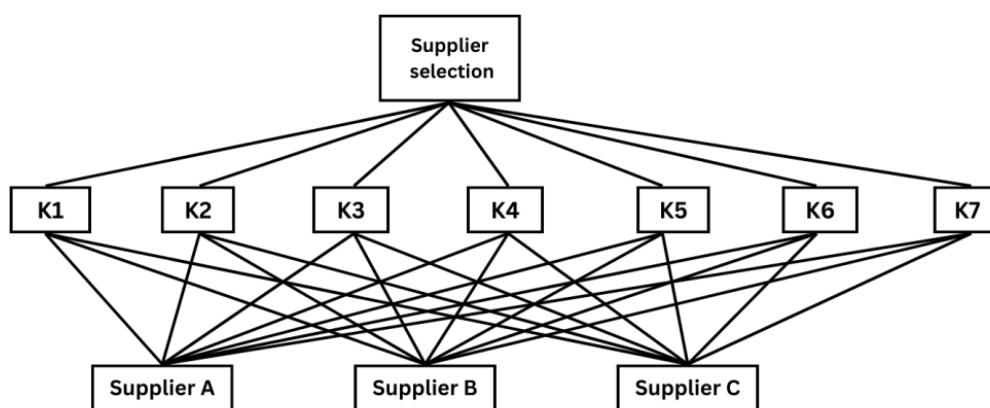 Supplier
selection
K1 K2 K3 K4 K5 K6 K7
Supplier A Supplier B Supplier C